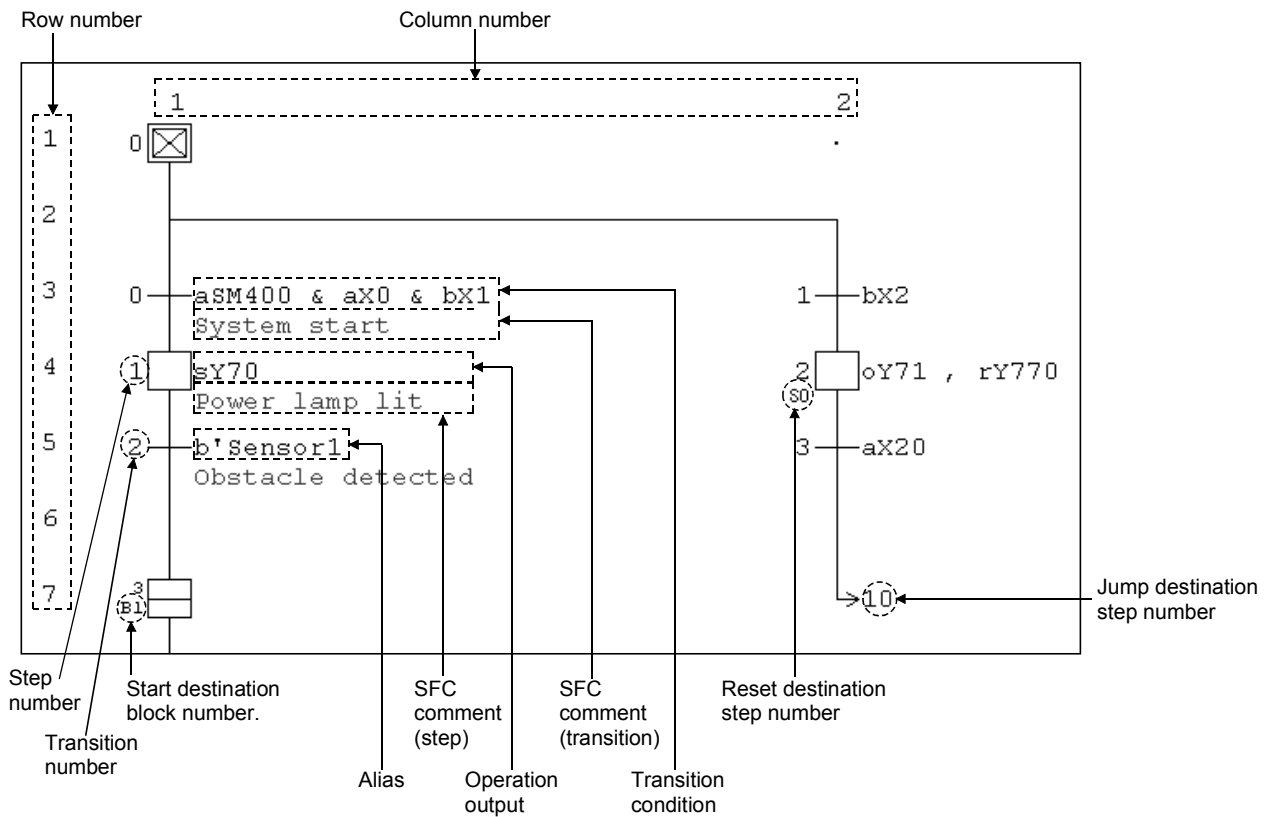 Row number
Column number
1 2
1 0
2
3 0 aSM400 & aX0 & bX1 1 bX2
System start
4 1 sY70 2 oY71 , rY770
Power lamp lit S0
5 2 b'Sensor1 3 aX20
Obstacle detected
6
7 3 10
B1
Jump destination
step number
Step
number
Start destination
block number.
SFC
comment
(step)
SFC
comment
(transition)
Reset destination
step number
Transition
number
Alias
Operation
output
Transition
condition